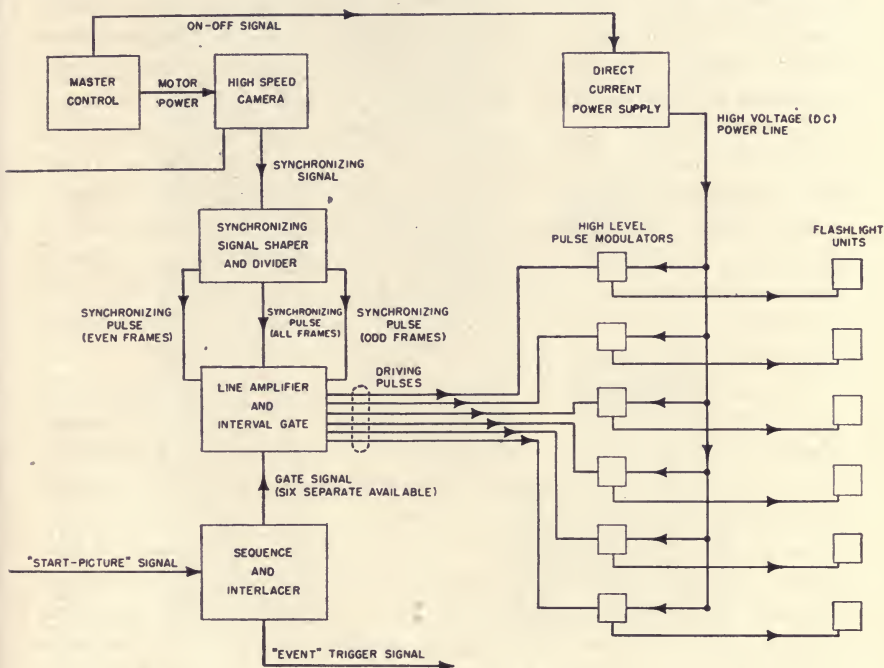 ON-OFF SIGNAL
MASTER
CONTROL
MOTOR
POWER
HIGH SPEED
CAMERA
DIRECT
CURRENT
POWER SUPPLY
HIGH VOLTAGE (DC)
POWER LINE
SYNCHRONIZING
SIGNAL
SYNCHRONIZING
SIGNAL SHAPER
AND DIVIDER
HIGH LEVEL
PULSE MODULATORS
FLASHLIGHT
UNITS
SYNCHRONIZING
PULSE
(EVEN FRAMES)
SYNCHRONIZING
PULSE
(ALL FRAMES)
SYNCHRONIZING
PULSE
(ODD FRAMES)
LINE AMPLIFIER
AND
INTERVAL GATE
DRIVING
PULSES
GATE SIGNAL
(SIX SEPARATE AVAILABLE)
"START-PICTURE" SIGNAL
SEQUENCE
AND
INTERLACER
"EVENT" TRIGGER SIGNAL